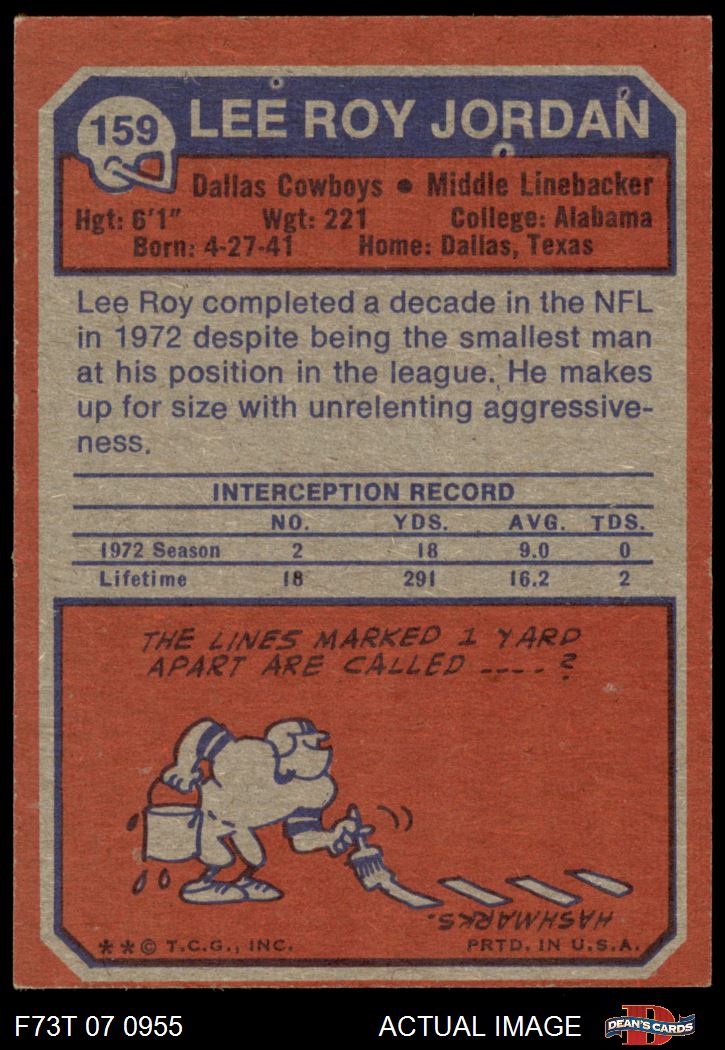 159
LEE ROY JORDAN
Dallas Cowboys • Middle Linebacker
Hgt: 6'1" Wgt: 221 College: Alabama
Born: 4-27-41 Home: Dallas, Texas
Lee Roy completed a decade in the NFL
in 1972 despite being the smallest man
at his position in the league. He makes
up for size with unrelenting aggressive-
ness.
INTERCEPTION RECORD
NO. YDS. AVG. TDS.
1972 Season 2 18 9.0 0
Lifetime 18 291 16.2 2
THE LINES MARKED 1 YARD
APART ARE CALLED ----?
HASHMARKS.
**© T.C.G., INC. PRTD. IN U.S.A.
F73T 07 0955 ACTUAL IMAGE
D
DEAN'S CARDS